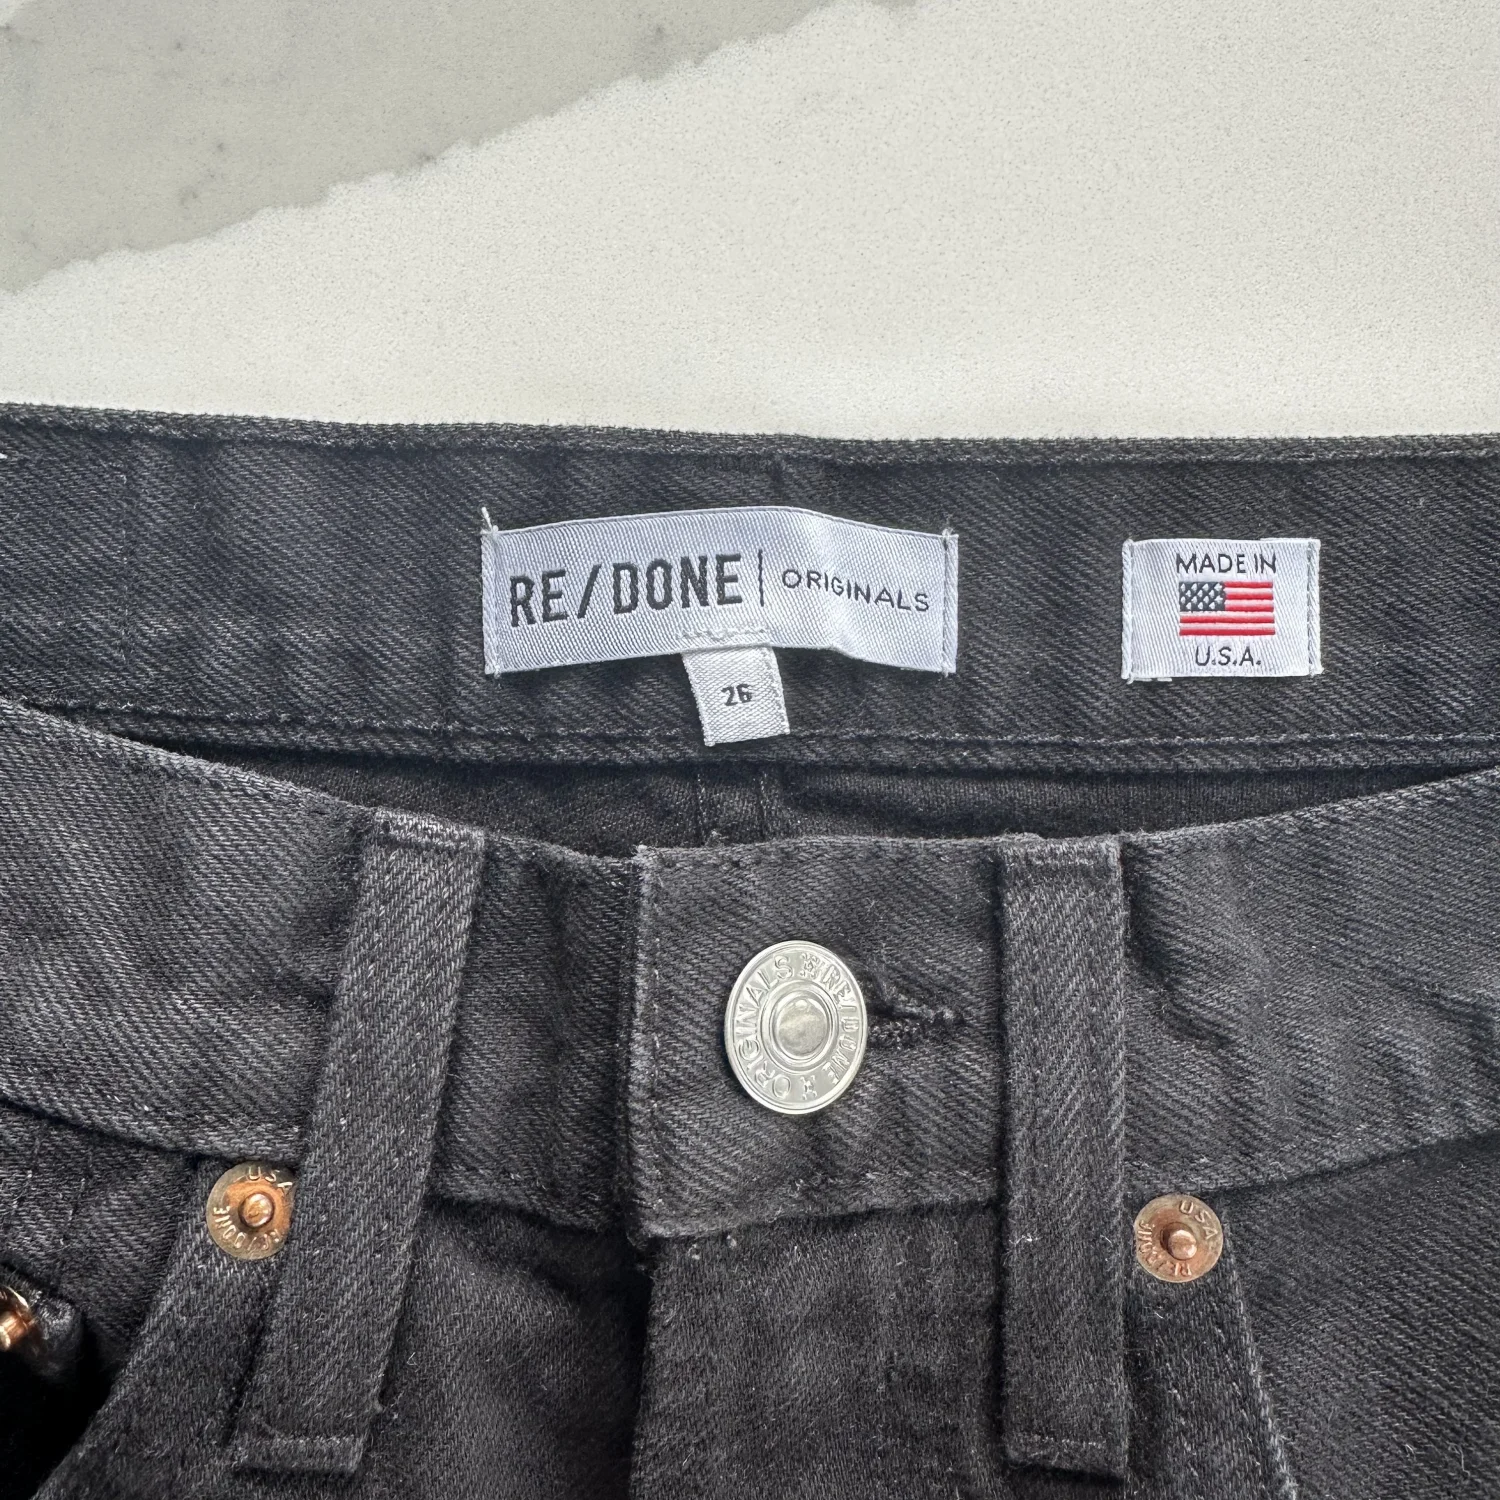 RE/DONE | ORIGINALS
26
MADE IN
U.S.A.
ORIGINALS RE/DONE
USA
RE/DONE
USA
RE/DONE